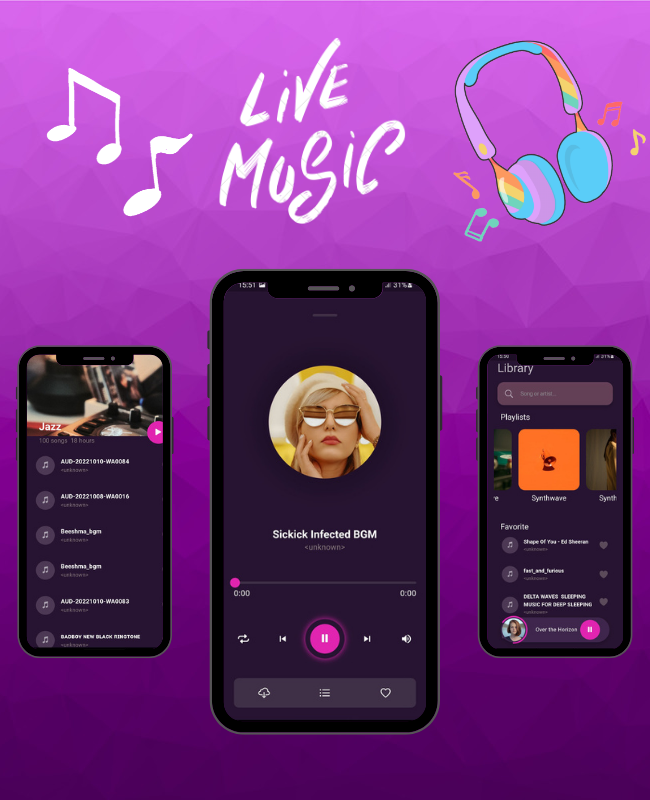 LiVE
MUSiC
15:51
31%
Sickick Infected BGM
<unknown>
0:00
0:00
Jazz
100 songs 18 hours
AUD-20221010-WA0084
<unknown>
AUD-20221008-WA0016
<unknown>
Beeshma_bgm
<unknown>
Beeshma_bgm
<unknown>
AUD-20221010-WA0083
<unknown>
BADBOY NEW BLACK RINGTONE
15:50
31%
Library
Song or artist...
Playlists
ve
Synthwave
Synth
Favorite
Shape Of You - Ed Sheeran
<unknown>
fast_and_furious
<unknown>
DELTA WAVES SLEEPING
MUSIC FOR DEEP SLEEPING
<unknown>
Over the Horizon